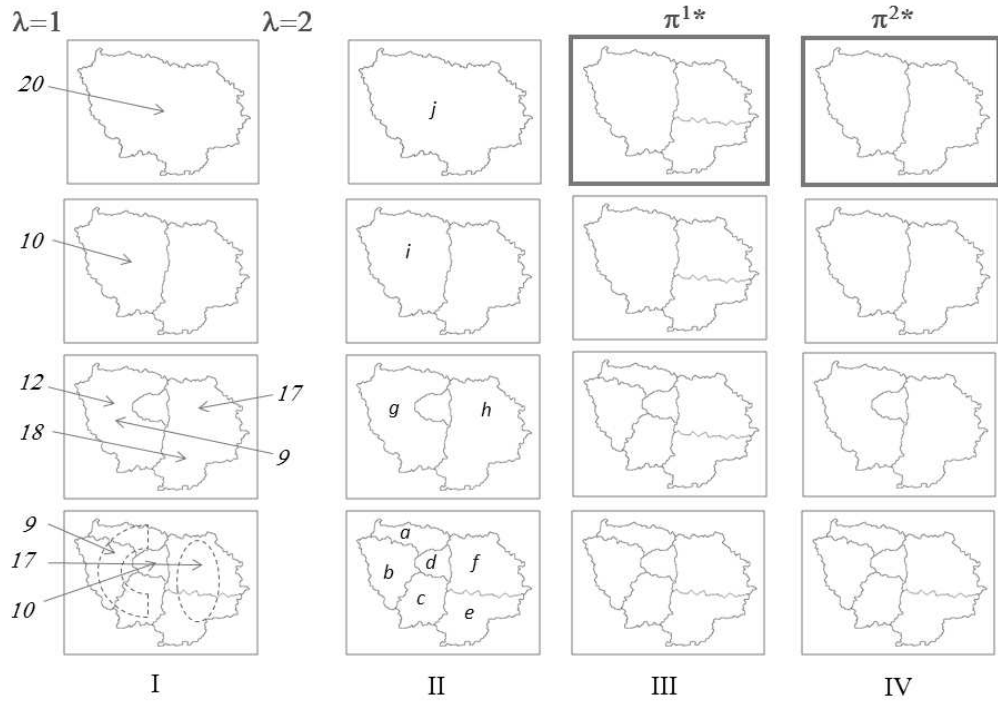 λ=1 λ=2 π1* π2*
20 j
10 i
12 17
g h
18 9
9 a
17 b d f
10 c e
I II III IV